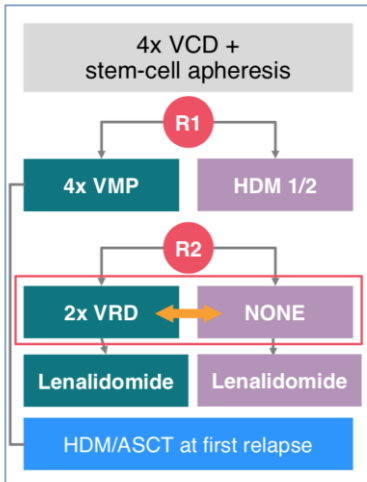 4x VCD +
stem-cell apheresis
R1
4x VMP
HDM 1/2
R2
2x VRD
NONE
Lenalidomide
Lenalidomide
HDM/ASCT at first relapse